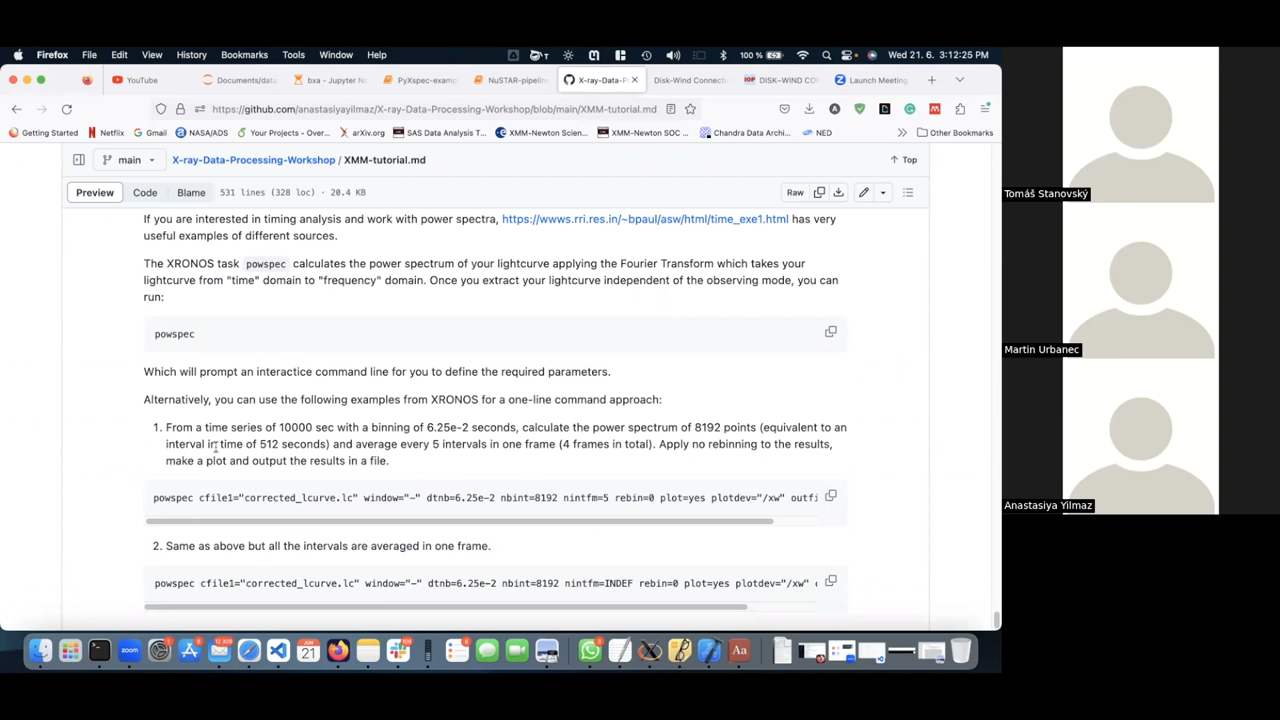 Firefox File Edit View History Bookmarks Tools Window Help 100 % Wed 21. 6. 3:12:25 PM
YouTube Documents/data bxa - Jupyter No PyXspec-examp NuSTAR-pipelin X-ray-Data-P Disk-Wind Connecti IOP DISK–WIND CO Launch Meeting
https://github.com/anastasiyayilmaz/X-ray-Data-Processing-Workshop/blob/main/XMM-tutorial.md
Getting Started Netflix Gmail NASA/ADS Your Projects - Over... arXiv.org SAS Data Analysis T... XMM-Newton Scien... XMM-Newton SOC ... Chandra Data Archi... NED Other Bookmarks
main X-ray-Data-Processing-Workshop / XMM-tutorial.md Top
Preview Code Blame 531 lines (328 loc) · 20.4 KB Raw
If you are interested in timing analysis and work with power spectra, https://wwws.rri.res.in/~bpaul/asw/html/time_exe1.html has very
useful examples of different sources.
The XRONOS task powspec calculates the power spectrum of your lightcurve applying the Fourier Transform which takes your
lightcurve from "time" domain to "frequency" domain. Once you extract your lightcurve independent of the observing mode, you can
run:
powspec
Which will prompt an interactice command line for you to define the required parameters.
Alternatively, you can use the following examples from XRONOS for a one-line command approach:
1. From a time series of 10000 sec with a binning of 6.25e-2 seconds, calculate the power spectrum of 8192 points (equivalent to an
interval in time of 512 seconds) and average every 5 intervals in one frame (4 frames in total). Apply no rebinning to the results,
make a plot and output the results in a file.
powspec cfile1="corrected_lcurve.lc" window="-" dtnb=6.25e-2 nbint=8192 nintfm=5 rebin=0 plot=yes plotdev="/xw" outfi
2. Same as above but all the intervals are averaged in one frame.
powspec cfile1="corrected_lcurve.lc" window="-" dtnb=6.25e-2 nbint=8192 nintfm=INDEF rebin=0 plot=yes plotdev="/xw" 
Tomáš Stanovský
Martin Urbanec
Anastasiya Yilmaz
zoom JUN 21 Aa